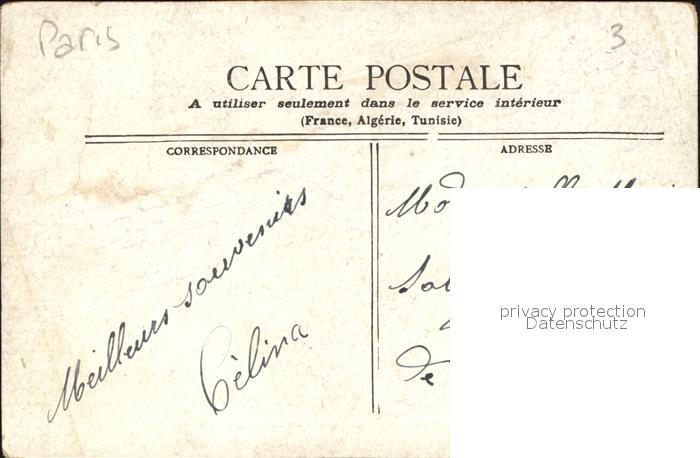 Paris
3
CARTE POSTALE
A utiliser seulement dans le service intérieur
(France, Algérie, Tunisie)
CORRESPONDANCE
ADRESSE
Meilleurs souvenirs
Célina
De
privacy protection
Datenschutz